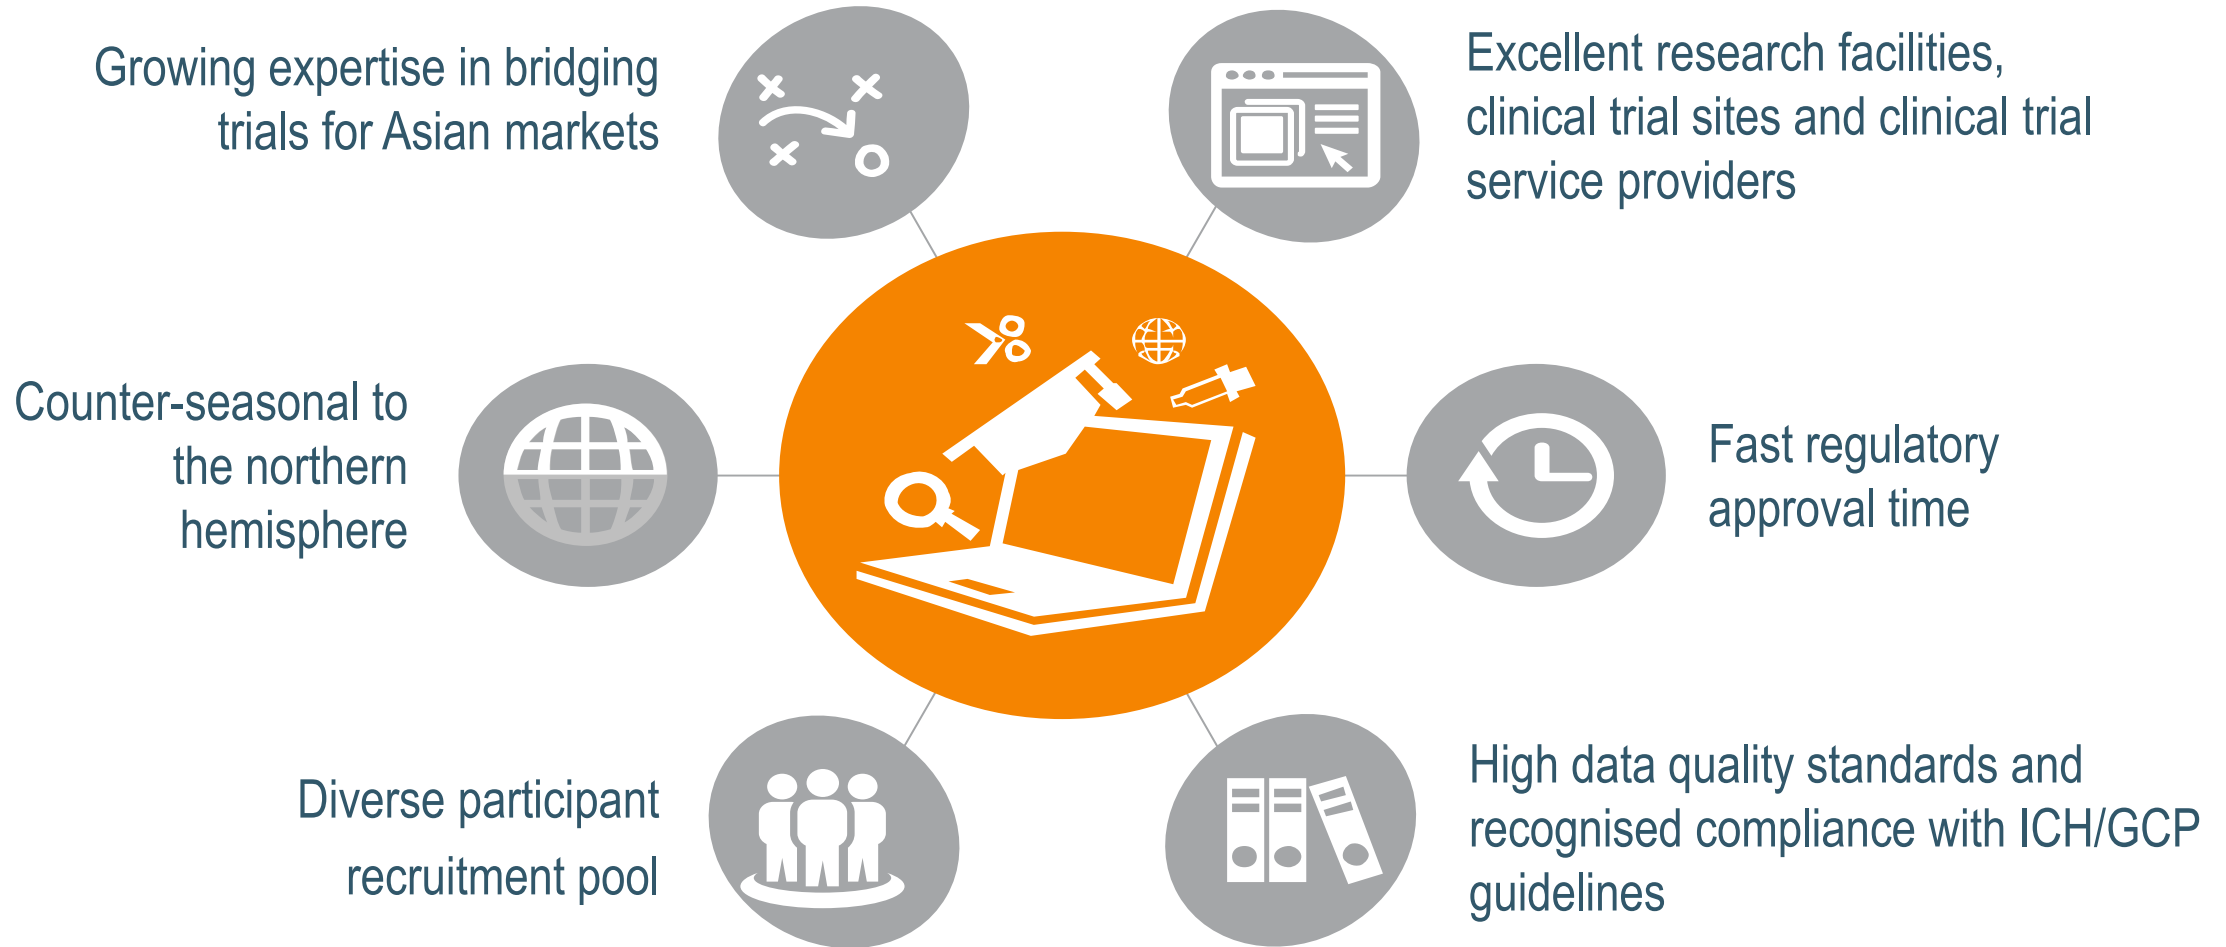 Growing expertise in bridging
trials for Asian markets
Excellent research facilities,
clinical trial sites and clinical trial
service providers
Counter-seasonal to
the northern
hemisphere
Fast regulatory
approval time
Diverse participant
recruitment pool
High data quality standards and
recognised compliance with ICH/GCP
guidelines